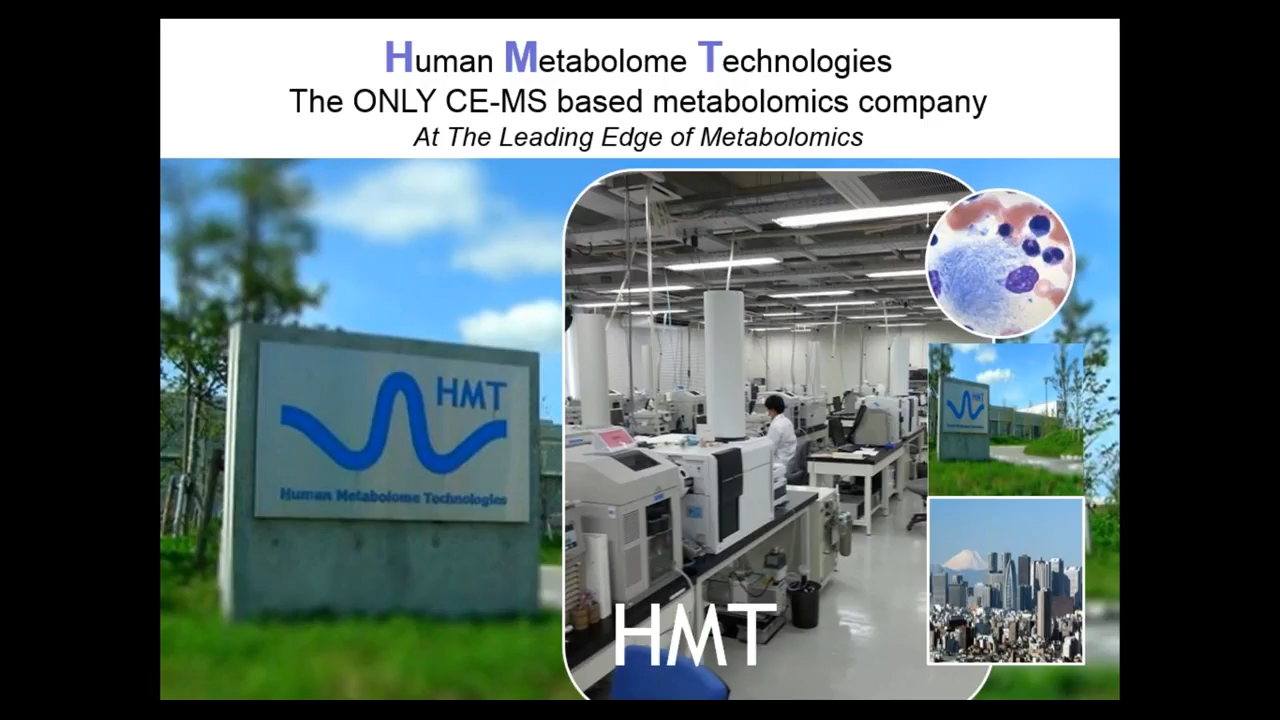 Human Metabolome Technologies
The ONLY CE-MS based metabolomics company
At The Leading Edge of Metabolomics
HMT
Human Metabolome Technologies
HMT
HMT